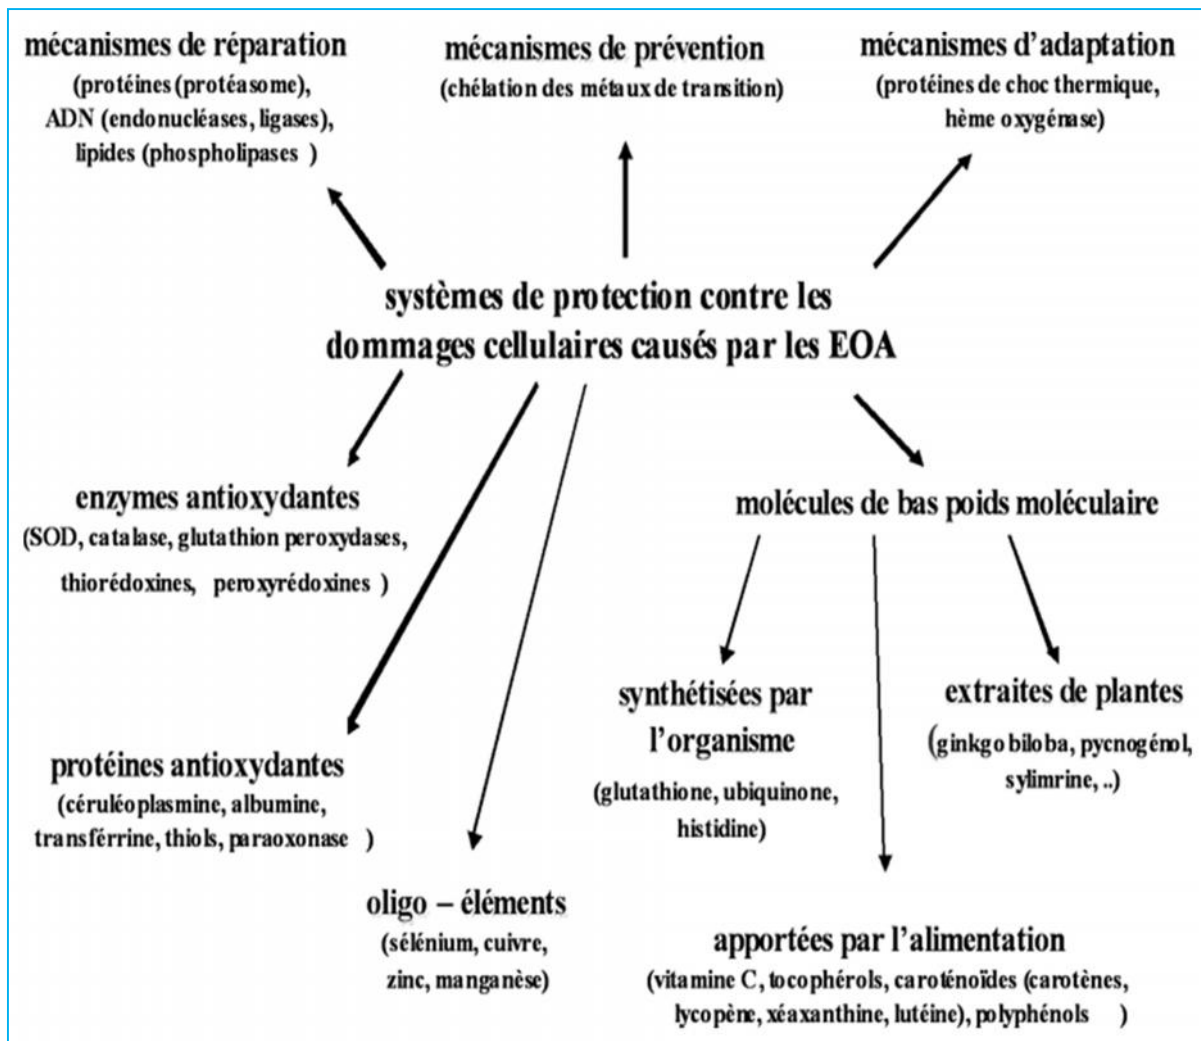 mécanismes de réparation
(protéines (protéasome),
ADN (endonucléases, ligases),
lipides (phospholipases )
mécanismes de prévention
(chélation des métaux de transition)
mécanismes d’adaptation
(protéines de choc thermique,
hème oxygénase)
systèmes de protection contre les
dommages cellulaires causés par les EOA
enzymes antioxydantes
(SOD, catalase, glutathion peroxydases,
thiorédoxines, peroxyrédoxines )
molécules de bas poids moléculaire
protéines antioxydantes
(céruléoplasmine, albumine,
transférrine, thiols, paraoxonase )
oligo – éléments
(sélénium, cuivre,
zinc, manganèse)
synthétisées par
l’organisme
(glutathione, ubiquinone,
histidine)
extraites de plantes
(ginkgo biloba, pycnogénol,
sylimrine, ..)
apportées par l’alimentation
(vitamine C, tocophérols, caroténoïdes (carotènes,
lycopène, xéaxanthine, lutéine), polyphénols )